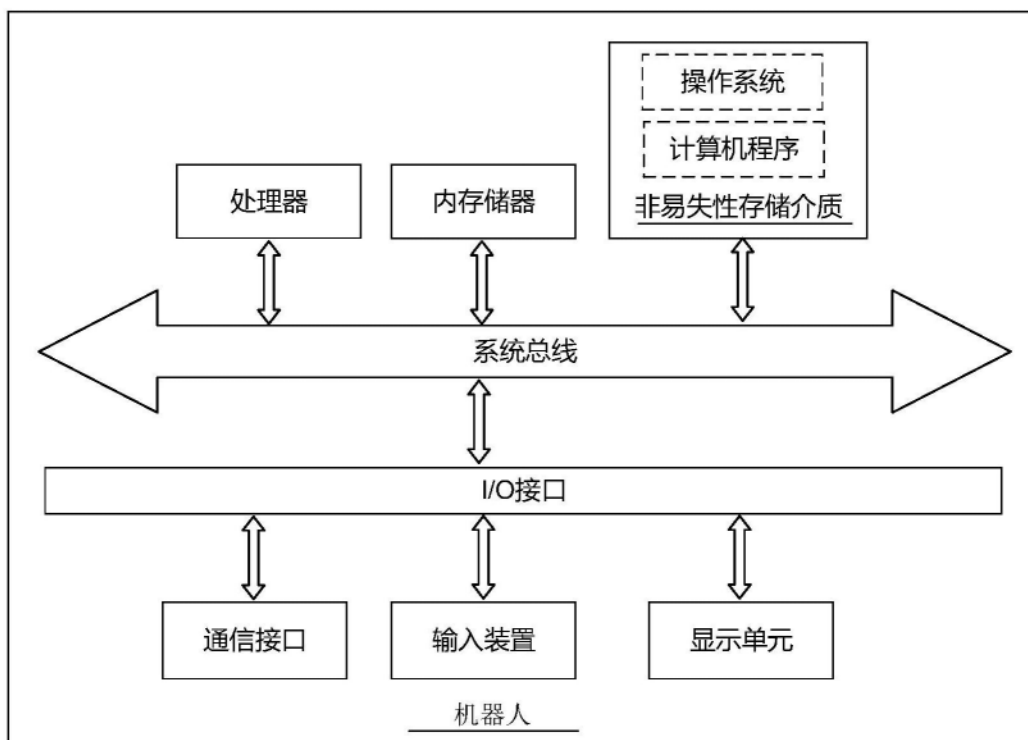 操作系统
计算机程序
非易失性存储介质
处理器
内存储器
系统总线
I/O接口
通信接口
输入装置
显示单元
机器人